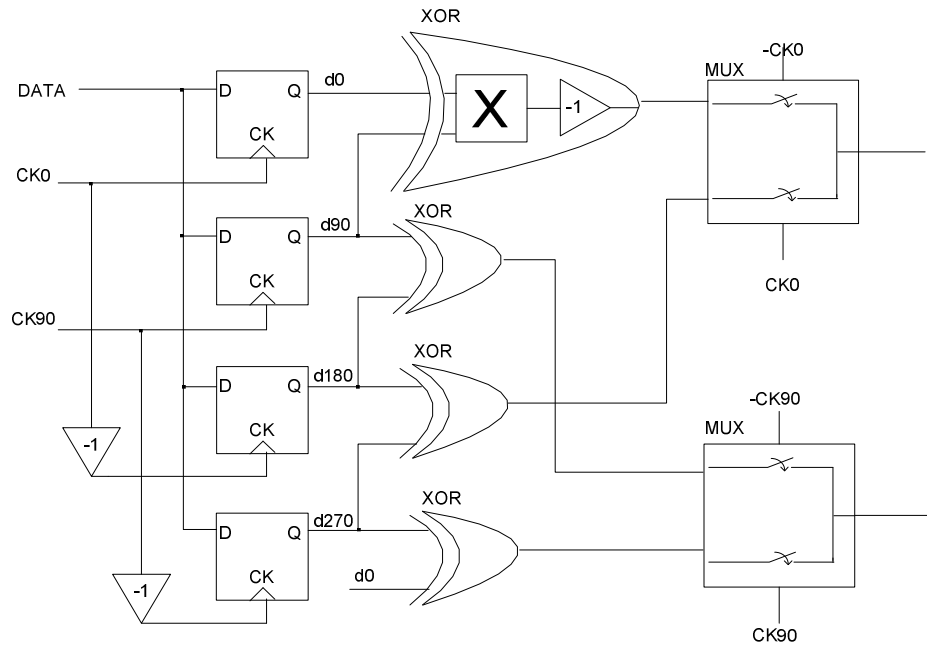 XOR
-CK0
MUX
DATA
D
Q
d0
CK
X
-1
CK0
D
Q
d90
CK
XOR
CK0
CK90
XOR
D
Q
d180
CK
-1
-CK90
MUX
XOR
D
Q
d270
CK
d0
-1
CK90